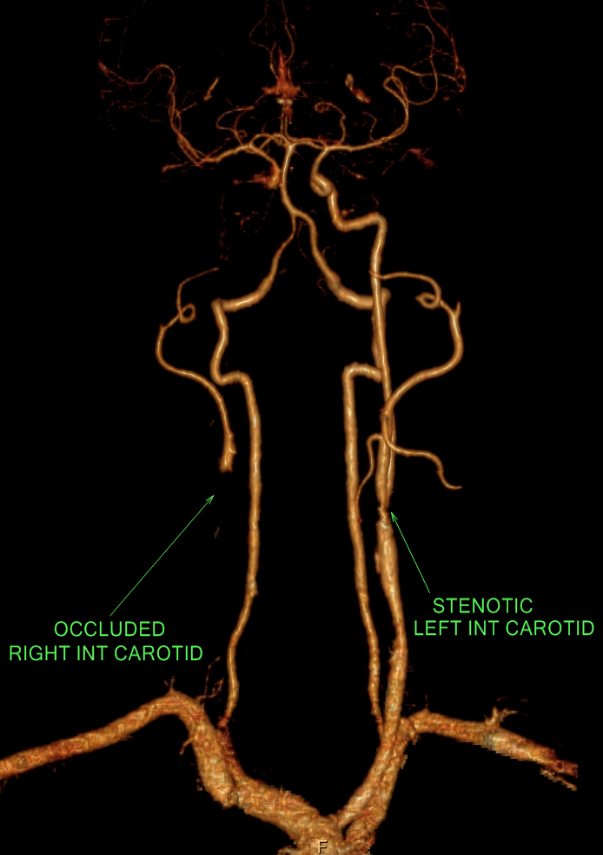 OCCLUDED
RIGHT INT CAROTID
STENOTIC
LEFT INT CAROTID
F